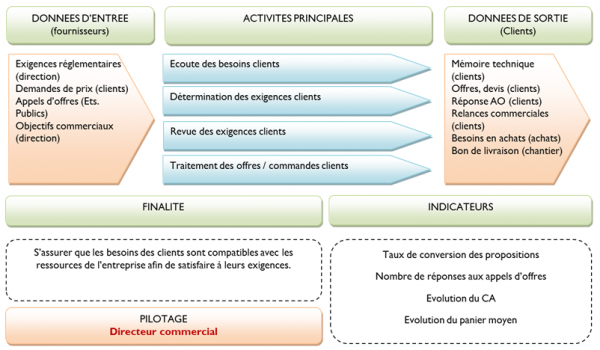 DONNEES D'ENTREE
(fournisseurs)
ACTIVITES PRINCIPALES
DONNEES DE SORTIE
(Clients)
Exigences réglementaires
(direction)
Demandes de prix (clients)
Appels d'offres (Ets.
Publics)
Objectifs commerciaux
(direction)
Ecoute des besoins clients
Détermination des exigences clients
Revue des exigences clients
Traitement des offres / commandes clients
Mémoire technique
(clients)
Offres, devis (clients)
Réponse AO (clients)
Relances commerciales
(clients)
Besoins en achats (achats)
Bon de livraison (chantier)
FINALITE
S'assurer que les besoins des clients sont compatibles avec les
ressources de l'entreprise afin de satisfaire à leurs exigences.
PILOTAGE
Directeur commercial
INDICATEURS
Taux de conversion des propositions
Nombre de réponses aux appels d'offres
Evolution du CA
Evolution du panier moyen